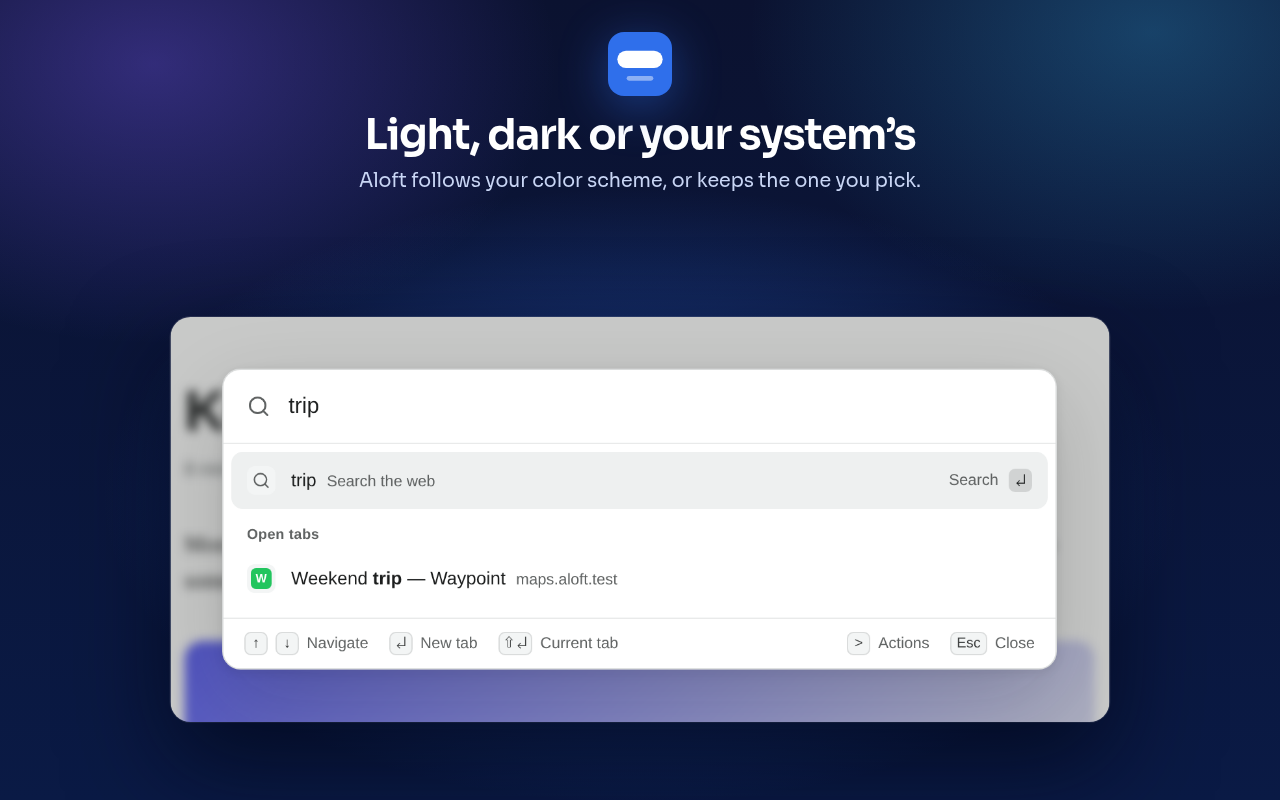 Light, dark or your system’s
Aloft follows your color scheme, or keeps the one you pick.
K
trip
trip Search the web Search ↵
Open tabs
W Weekend trip — Waypoint maps.aloft.test
↑ ↓ Navigate ↵ New tab ⇧↵ Current tab > Actions Esc Close